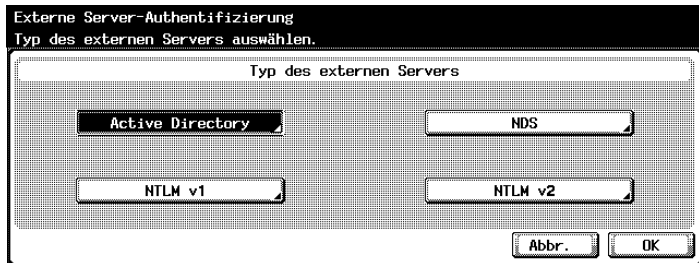 Externe Server-Authentifizierung
Typ des externen Servers auswählen.
Typ des externen Servers
Active Directory
NDS
NTLM v1
NTLM v2
Abbr.
OK